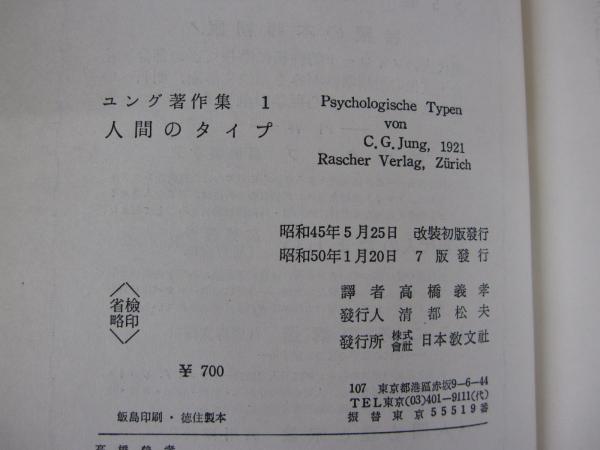 ユング著作集 1
人間のタイプ
Psychologische Typen
von
C.G.Jung, 1921
Rascher Verlag, Zürich
昭和45年5月25日 改装初版發行
昭和50年1月20日 7版發行
〈検印省略〉
譯者 高橋義孝
發行人 清都松夫
發行所 株式會社 日本教文社
¥700
107 東京都港區赤坂9-6-44
TEL東京(03)401-9111(代)
振替東京55519番
飯島印刷・徳住製本